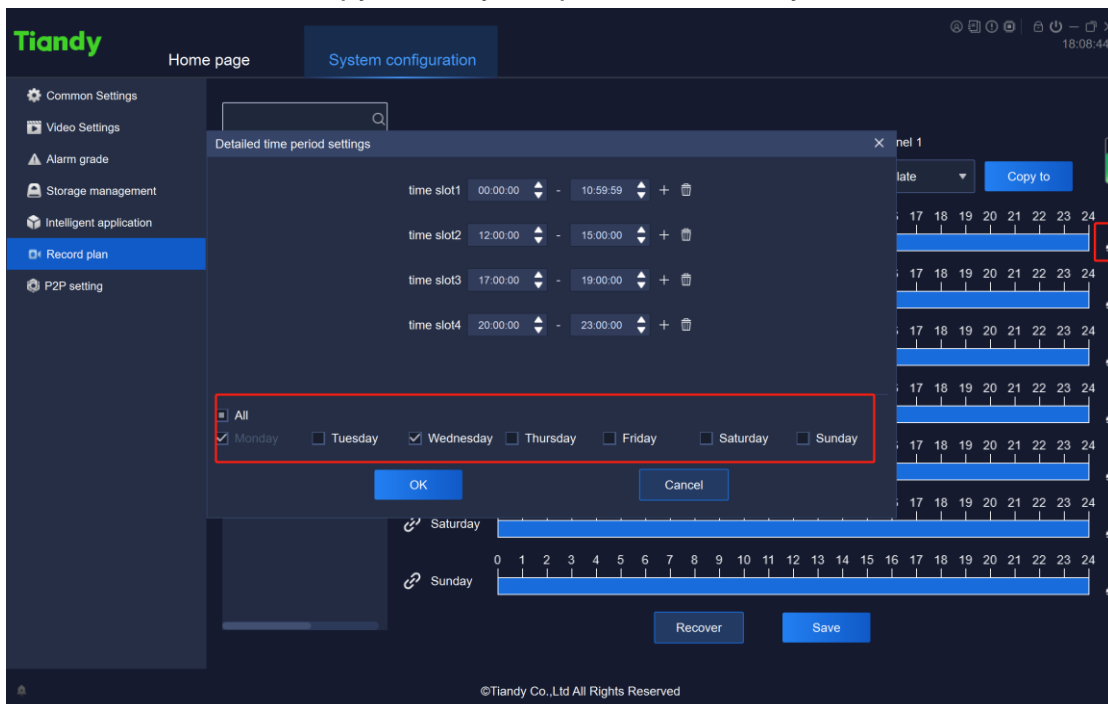 Tiandy
Home page
System configuration
18:08:44
Common Settings
Video Settings
Alarm grade
Storage management
Intelligent application
Record plan
P2P setting
Detailed time period settings
time slot1 00:00:00 - 10:59:59 +
time slot2 12:00:00 - 15:00:00 +
time slot3 17:00:00 - 19:00:00 +
time slot4 20:00:00 - 23:00:00 +
All
Monday Tuesday Wednesday Thursday Friday Saturday Sunday
OK Cancel
nel 1
late Copy to
17 18 19 20 21 22 23 24
17 18 19 20 21 22 23 24
17 18 19 20 21 22 23 24
17 18 19 20 21 22 23 24
17 18 19 20 21 22 23 24
17 18 19 20 21 22 23 24
Saturday
0 1 2 3 4 5 6 7 8 9 10 11 12 13 14 15 16 17 18 19 20 21 22 23 24
Sunday
Recover Save
©Tiandy Co.,Ltd All Rights Reserved